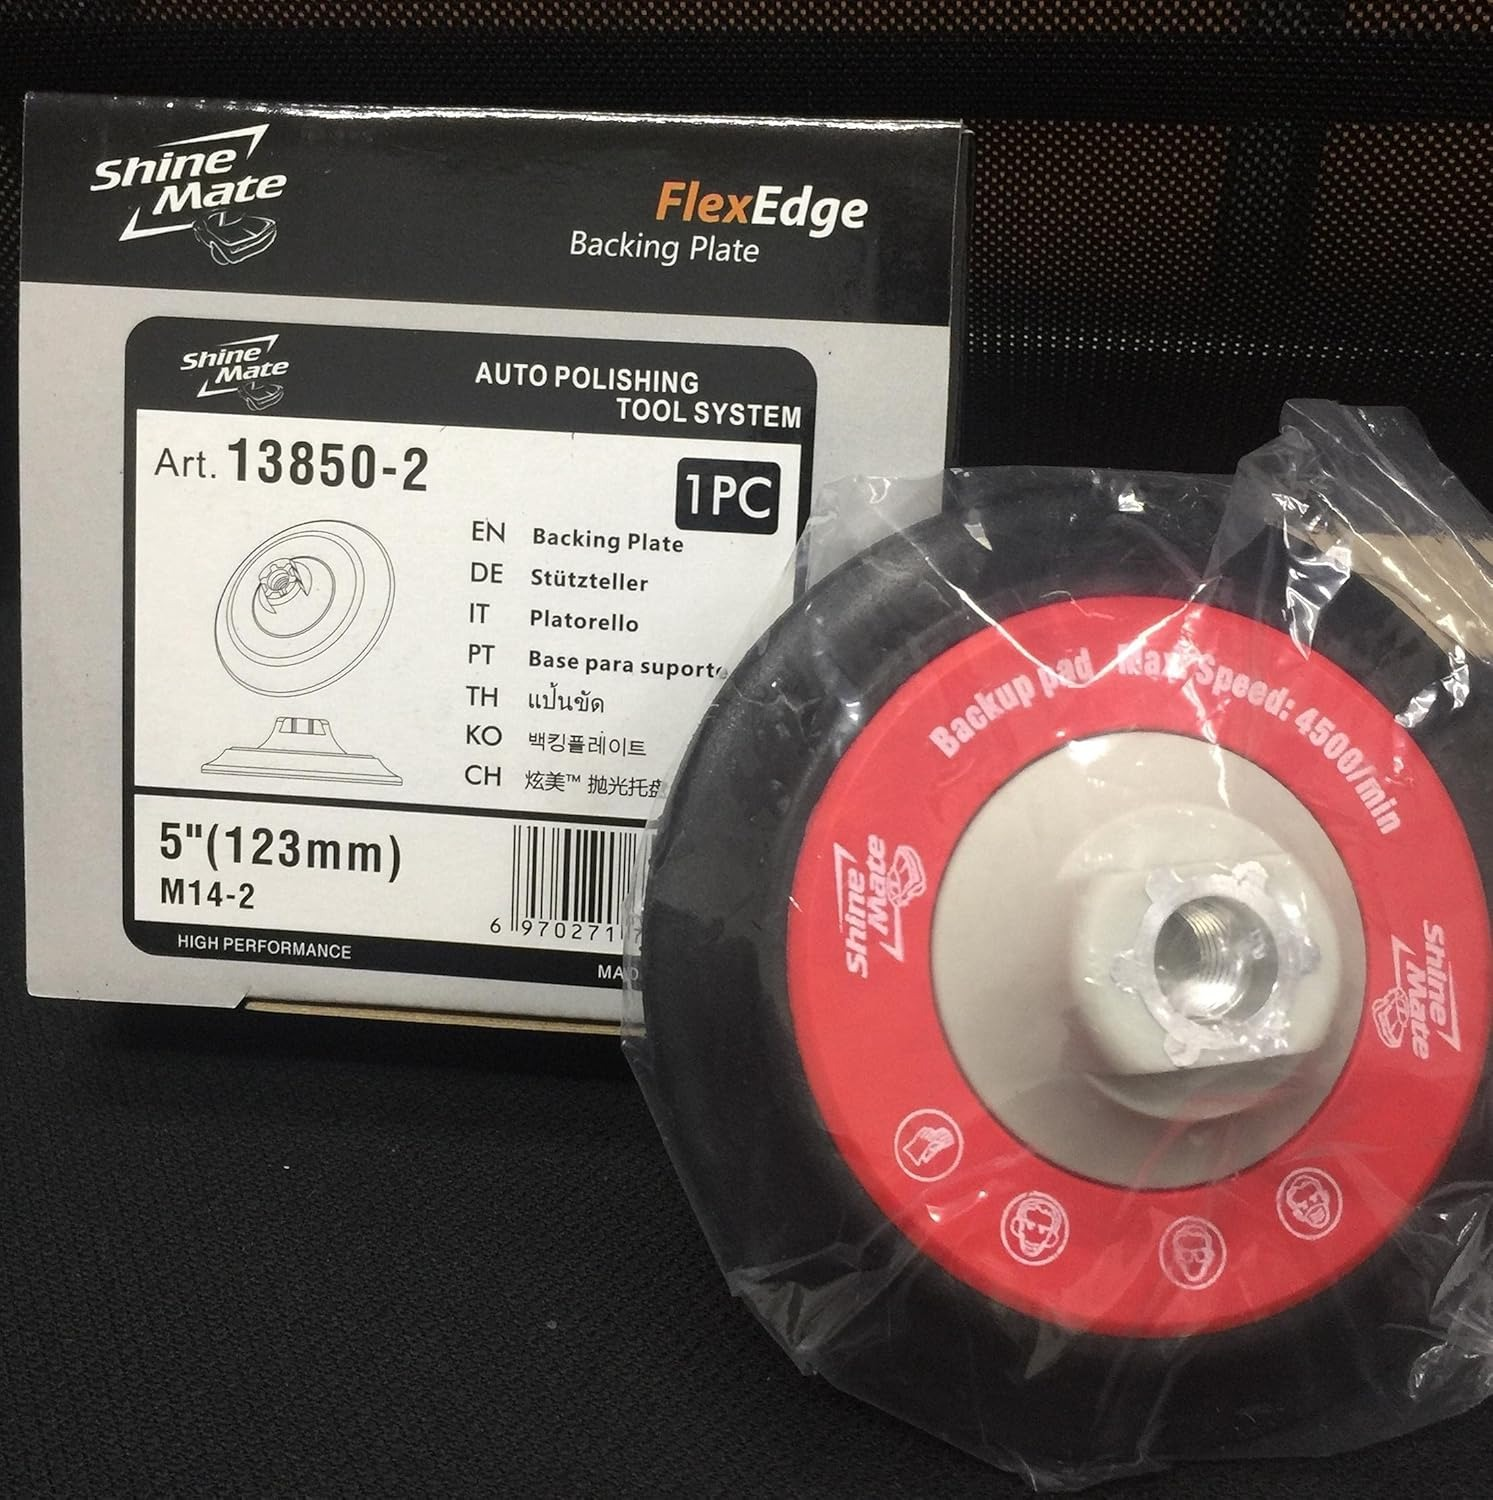 Shine
Mate
FlexEdge
Backing Plate
Shine
Mate
AUTO POLISHING
TOOL SYSTEM
Art. 13850-2
1PC
EN Backing Plate
DE Stützteller
IT Platorello
PT Base para suporte
TH แป้นขัด
KO 백킹플레이트
CH 炫美™ 抛光托盘
5"(123mm)
M14-2
6 970271 7
HIGH PERFORMANCE
Backup pad Max. Speed: 4500/min
Shine
Mate
Shine
Mate